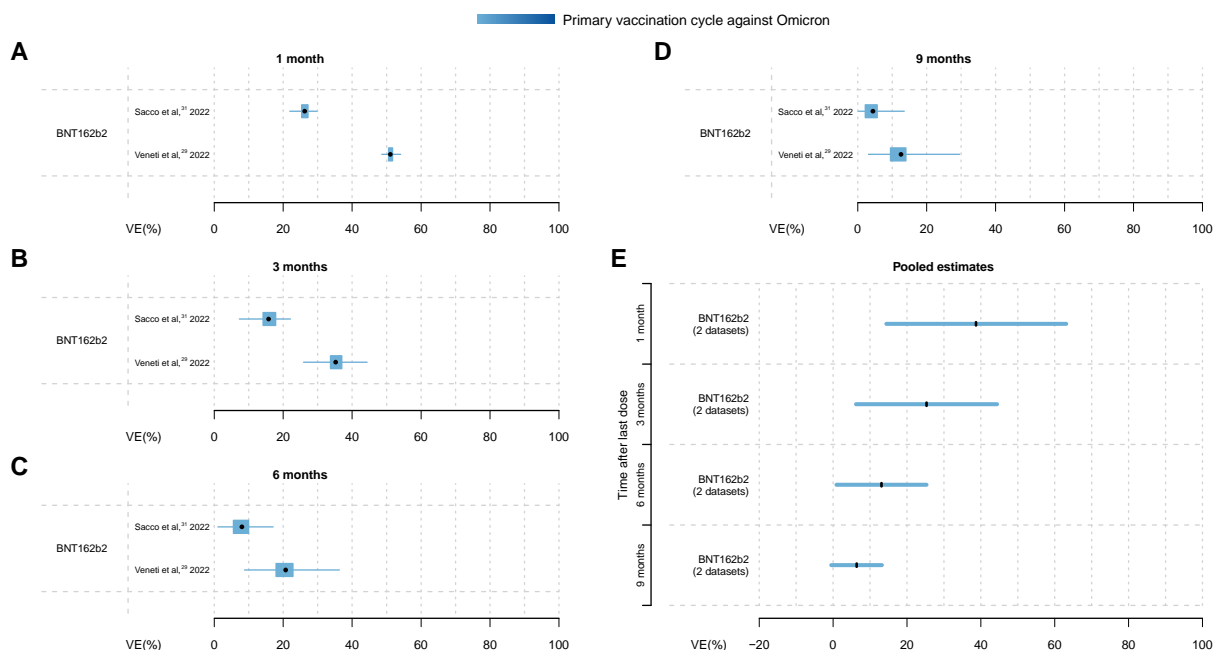 Primary vaccination cycle against Omicron
A
1 month
BNT162b2
Sacco et al,31 2022
Veneti et al,29 2022
VE(%)
0 20 40 60 80 100
B
3 months
BNT162b2
Sacco et al,31 2022
Veneti et al,29 2022
VE(%)
0 20 40 60 80 100
C
6 months
BNT162b2
Sacco et al,31 2022
Veneti et al,29 2022
VE(%)
0 20 40 60 80 100
D
9 months
BNT162b2
Sacco et al,31 2022
Veneti et al,29 2022
VE(%)
0 20 40 60 80 100
E
Pooled estimates
Time after last dose
1 month
BNT162b2
(2 datasets)
3 months
BNT162b2
(2 datasets)
6 months
BNT162b2
(2 datasets)
9 months
BNT162b2
(2 datasets)
VE(%)
−20 0 20 40 60 80 100